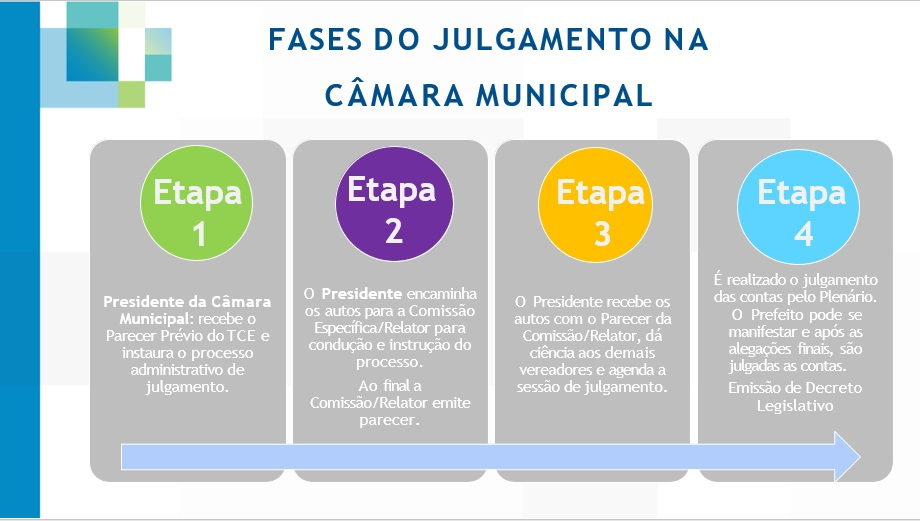 FASES DO JULGAMENTO NA
CÂMARA MUNICIPAL
Etapa
1
Presidente da Câmara
Municipal: recebe o
Parecer Prévio do TCE e
instaura o processo
administrativo de
julgamento.
Etapa
2
O Presidente encaminha
os autos para a Comissão
Específica/Relator para
condução e instrução do
processo.
Ao final a
Comissão/Relator emite
parecer.
Etapa
3
O Presidente recebe os
autos com o Parecer da
Comissão/Relator, dá
ciência aos demais
vereadores e agenda a
sessão de julgamento.
Etapa
4
É realizado o julgamento
das contas pelo Plenário.
O Prefeito pode se
manifestar e após as
alegações finais, são
julgadas as contas.
Emissão de Decreto
Legislativo